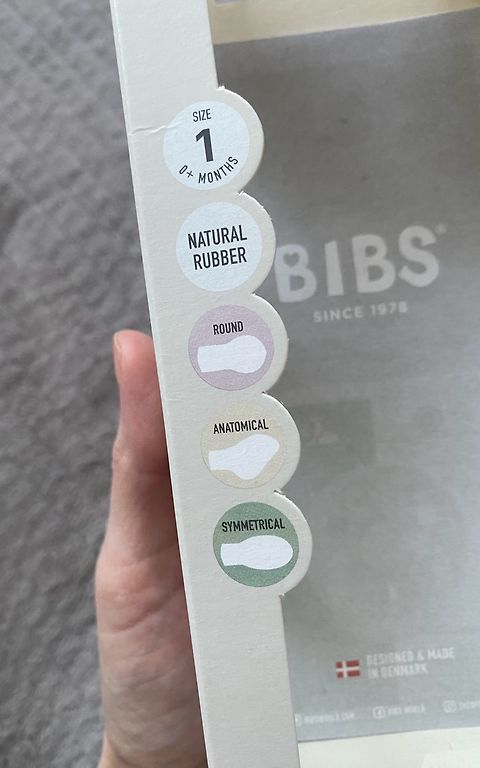 SIZE
1
0+ MONTHS
NATURAL
RUBBER
BIBS®
SINCE 1978
ROUND
ANATOMICAL
SYMMETRICAL
DESIGNED & MADE
IN DENMARK